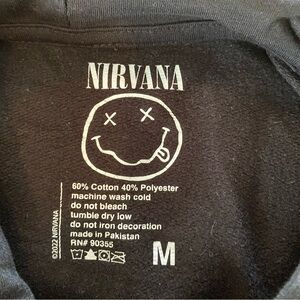 NIRVANA
60% Cotton 40% Polyester
machine wash cold
do not bleach
tumble dry low
do not iron decoration
made in Pakistan
RN# 90355
M
©2022 NIRVANA